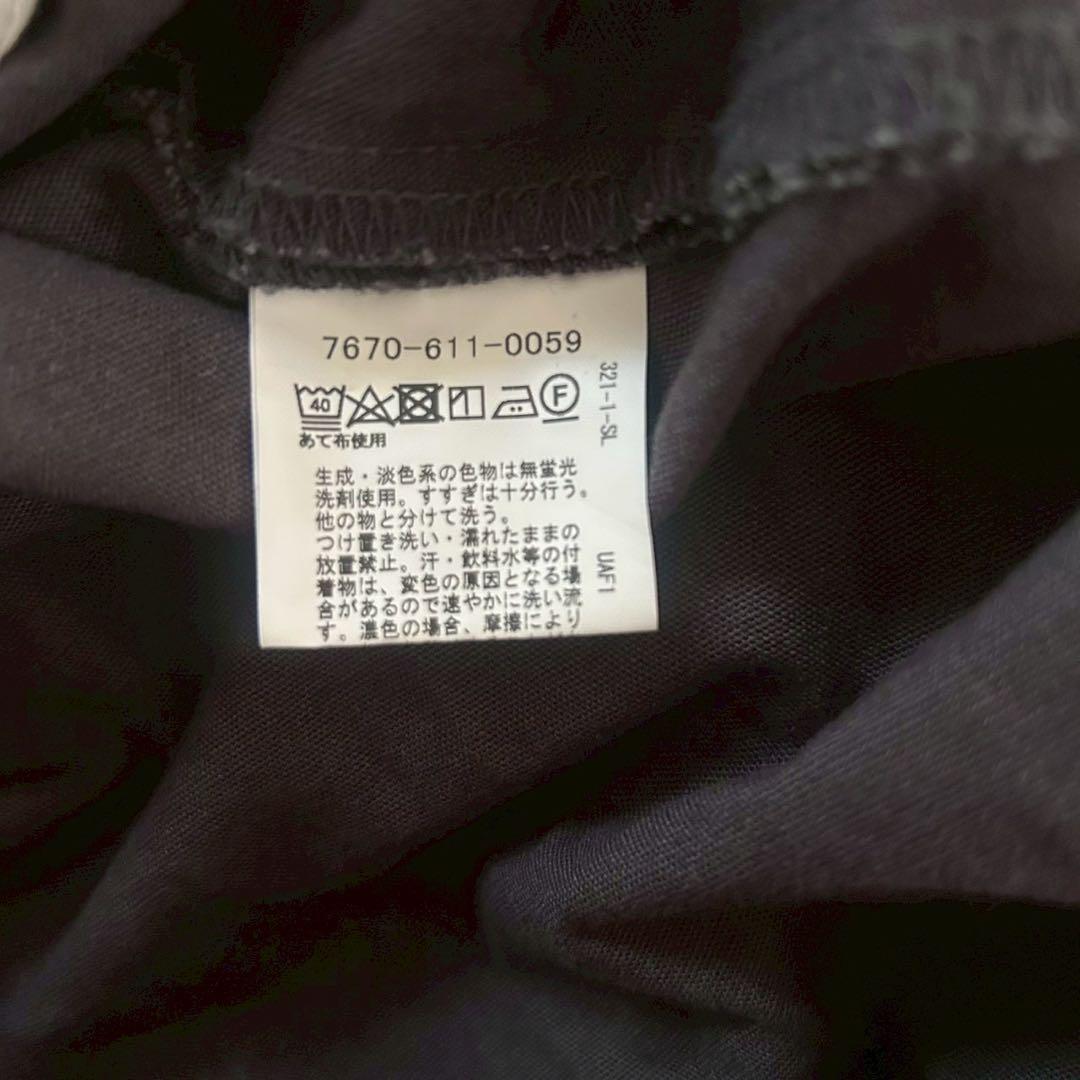 7670-611-0059
40
F
あて布使用
生成・淡色系の色物は無蛍光
洗剤使用。すすぎは十分行う。
他の物と分けて洗う。
つけ置き洗い・濡れたままの
放置禁止。汗・飲料水等の付
着物は、変色の原因となる場
合があるので速やかに洗い流
す。濃色の場合、摩擦により
321-1-SL
UAF1